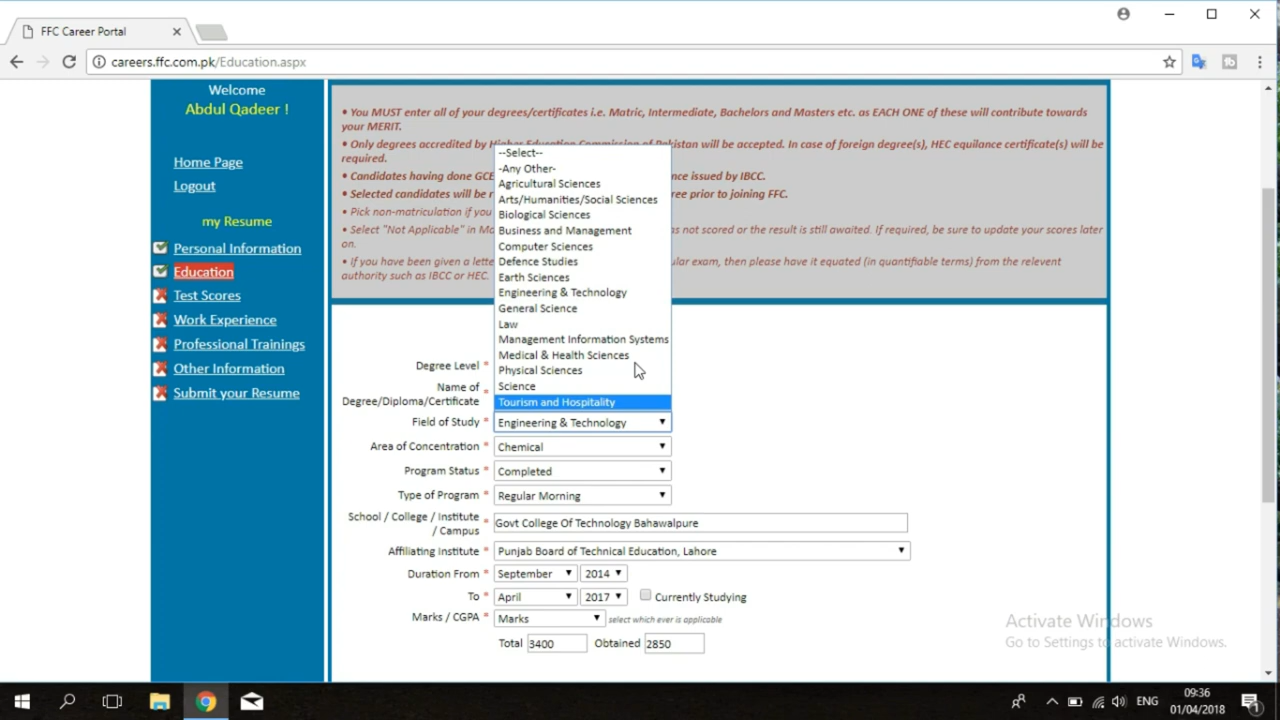 FFC Career Portal
careers.ffc.com.pk/Education.aspx
Welcome
Abdul Qadeer !
Home Page
Logout
my Resume
Personal Information
Education
Test Scores
Work Experience
Professional Trainings
Other Information
Submit your Resume
• You MUST enter all of your degrees/certificates i.e. Matric, Intermediate, Bachelors and Masters etc. as EACH ONE of these will contribute towards
your MERIT.
• Only degrees accredited by Higher Education Commission of Pakistan will be accepted. In case of foreign degree(s), HEC equilance certificate(s) will be
required.
• Candidates having done GCE
nce issued by IBCC.
• Selected candidates will be
ree prior to joining FFC.
• Pick non-matriculation if you
• Select "Not Applicable" in
as not scored or the result is still awaited. If required, be sure to update your scores later
on.
• If you have been given a
ular exam, then please have it equated (in quantifiable terms) from the relevent
authority such as IBCC or HEC.
--Select--
-Any Other-
Agricultural Sciences
Arts/Humanities/Social Sciences
Biological Sciences
Business and Management
Computer Sciences
Defence Studies
Earth Sciences
Engineering & Technology
General Science
Law
Management Information Systems
Medical & Health Sciences
Physical Sciences
Science
Tourism and Hospitality
Degree Level *
Name of
Degree/Diploma/Certificate *
Field of Study * Engineering & Technology
Area of Concentration * Chemical
Program Status * Completed
Type of Program * Regular Morning
School / College / Institute
/ Campus * Govt College Of Technology Bahawalpure
Affiliating Institute * Punjab Board of Technical Education, Lahore
Duration From * September 2014
To * April 2017 Currently Studying
Marks / CGPA * Marks select which ever is applicable
Total 3400 Obtained 2850
Activate Windows
Go to Settings to activate Windows.
ENG
09:36
01/04/2018
1